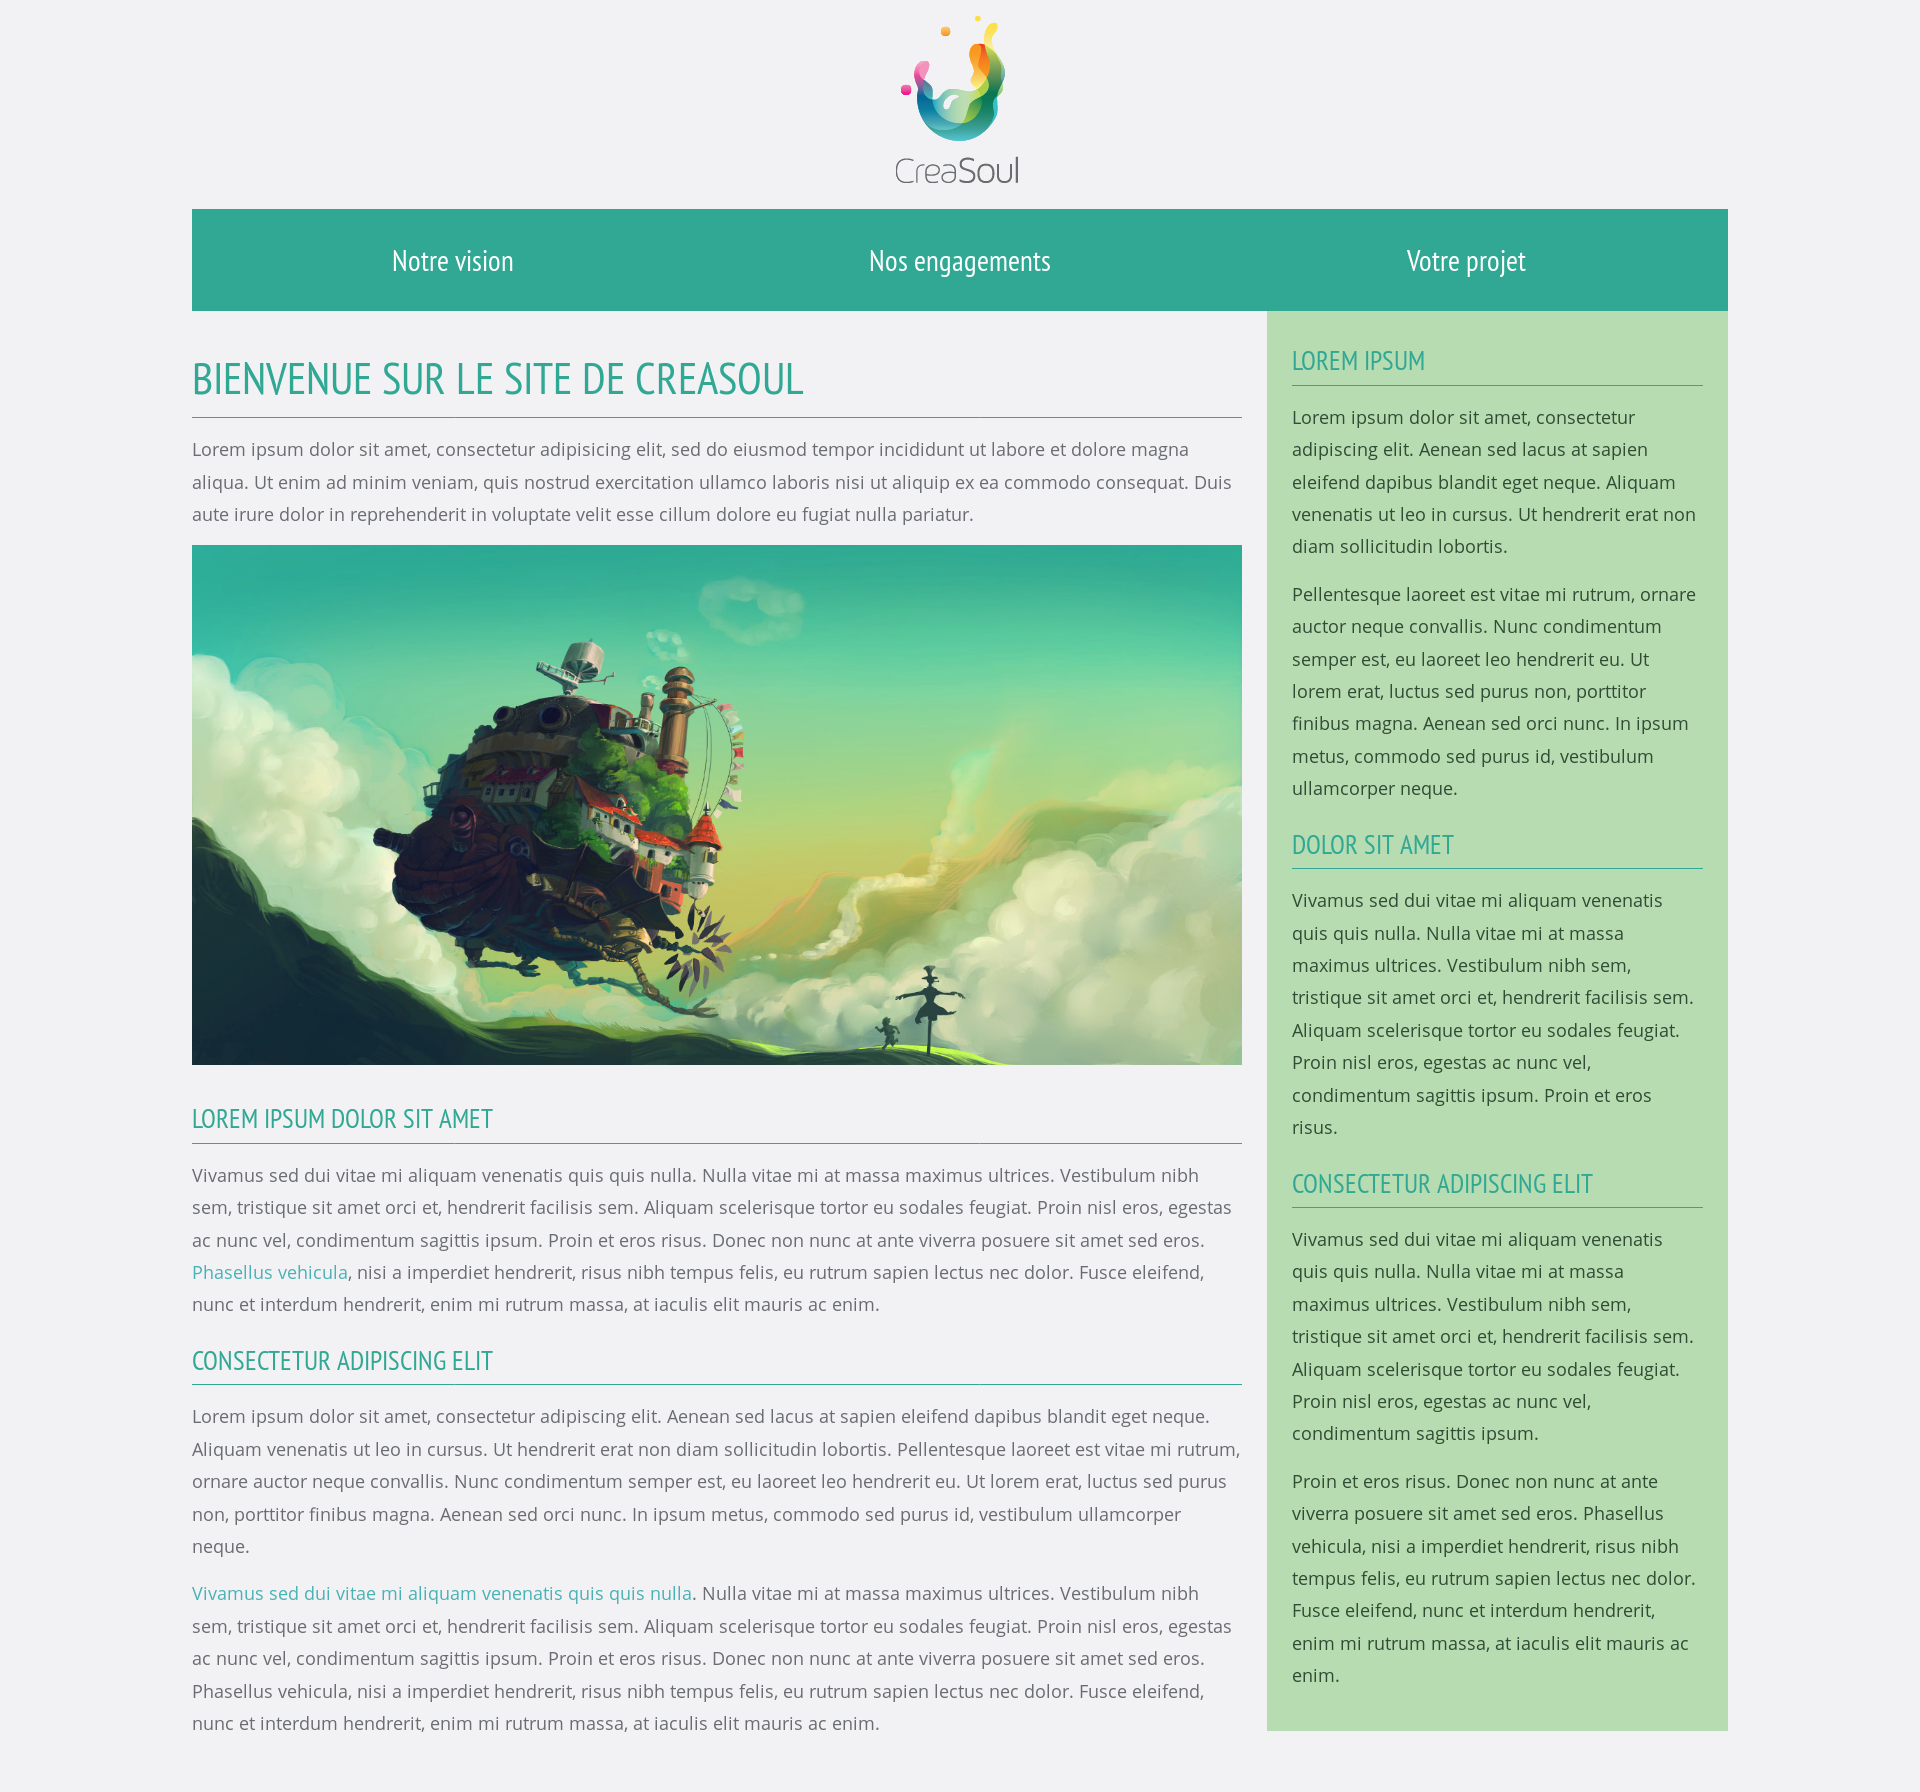 CreaSoul
Notre vision
Nos engagements
Votre projet
BIENVENUE SUR LE SITE DE CREASOUL
Lorem ipsum dolor sit amet, consectetur adipisicing elit, sed do eiusmod tempor incididunt ut labore et dolore magna
aliqua. Ut enim ad minim veniam, quis nostrud exercitation ullamco laboris nisi ut aliquip ex ea commodo consequat. Duis
aute irure dolor in reprehenderit in voluptate velit esse cillum dolore eu fugiat nulla pariatur.
LOREM IPSUM DOLOR SIT AMET
Vivamus sed dui vitae mi aliquam venenatis quis quis nulla. Nulla vitae mi at massa maximus ultrices. Vestibulum nibh
sem, tristique sit amet orci et, hendrerit facilisis sem. Aliquam scelerisque tortor eu sodales feugiat. Proin nisl eros, egestas
ac nunc vel, condimentum sagittis ipsum. Proin et eros risus. Donec non nunc at ante viverra posuere sit amet sed eros.
Phasellus vehicula, nisi a imperdiet hendrerit, risus nibh tempus felis, eu rutrum sapien lectus nec dolor. Fusce eleifend,
nunc et interdum hendrerit, enim mi rutrum massa, at iaculis elit mauris ac enim.
CONSECTETUR ADIPISCING ELIT
Lorem ipsum dolor sit amet, consectetur adipiscing elit. Aenean sed lacus at sapien eleifend dapibus blandit eget neque.
Aliquam venenatis ut leo in cursus. Ut hendrerit erat non diam sollicitudin lobortis. Pellentesque laoreet est vitae mi rutrum,
ornare auctor neque convallis. Nunc condimentum semper est, eu laoreet leo hendrerit eu. Ut lorem erat, luctus sed purus
non, porttitor finibus magna. Aenean sed orci nunc. In ipsum metus, commodo sed purus id, vestibulum ullamcorper
neque.
Vivamus sed dui vitae mi aliquam venenatis quis quis nulla. Nulla vitae mi at massa maximus ultrices. Vestibulum nibh
sem, tristique sit amet orci et, hendrerit facilisis sem. Aliquam scelerisque tortor eu sodales feugiat. Proin nisl eros, egestas
ac nunc vel, condimentum sagittis ipsum. Proin et eros risus. Donec non nunc at ante viverra posuere sit amet sed eros.
Phasellus vehicula, nisi a imperdiet hendrerit, risus nibh tempus felis, eu rutrum sapien lectus nec dolor. Fusce eleifend,
nunc et interdum hendrerit, enim mi rutrum massa, at iaculis elit mauris ac enim.
LOREM IPSUM
Lorem ipsum dolor sit amet, consectetur
adipiscing elit. Aenean sed lacus at sapien
eleifend dapibus blandit eget neque. Aliquam
venenatis ut leo in cursus. Ut hendrerit erat non
diam sollicitudin lobortis.
Pellentesque laoreet est vitae mi rutrum, ornare
auctor neque convallis. Nunc condimentum
semper est, eu laoreet leo hendrerit eu. Ut
lorem erat, luctus sed purus non, porttitor
finibus magna. Aenean sed orci nunc. In ipsum
metus, commodo sed purus id, vestibulum
ullamcorper neque.
DOLOR SIT AMET
Vivamus sed dui vitae mi aliquam venenatis
quis quis nulla. Nulla vitae mi at massa
maximus ultrices. Vestibulum nibh sem,
tristique sit amet orci et, hendrerit facilisis sem.
Aliquam scelerisque tortor eu sodales feugiat.
Proin nisl eros, egestas ac nunc vel,
condimentum sagittis ipsum. Proin et eros
risus.
CONSECTETUR ADIPISCING ELIT
Vivamus sed dui vitae mi aliquam venenatis
quis quis nulla. Nulla vitae mi at massa
maximus ultrices. Vestibulum nibh sem,
tristique sit amet orci et, hendrerit facilisis sem.
Aliquam scelerisque tortor eu sodales feugiat.
Proin nisl eros, egestas ac nunc vel,
condimentum sagittis ipsum.
Proin et eros risus. Donec non nunc at ante
viverra posuere sit amet sed eros. Phasellus
vehicula, nisi a imperdiet hendrerit, risus nibh
tempus felis, eu rutrum sapien lectus nec dolor.
Fusce eleifend, nunc et interdum hendrerit,
enim mi rutrum massa, at iaculis elit mauris ac
enim.